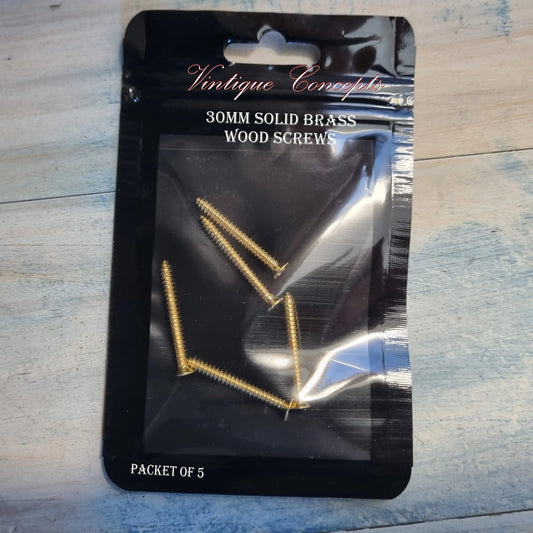 Vintique Concepts
30MM SOLID BRASS
WOOD SCREWS
PACKET OF 5